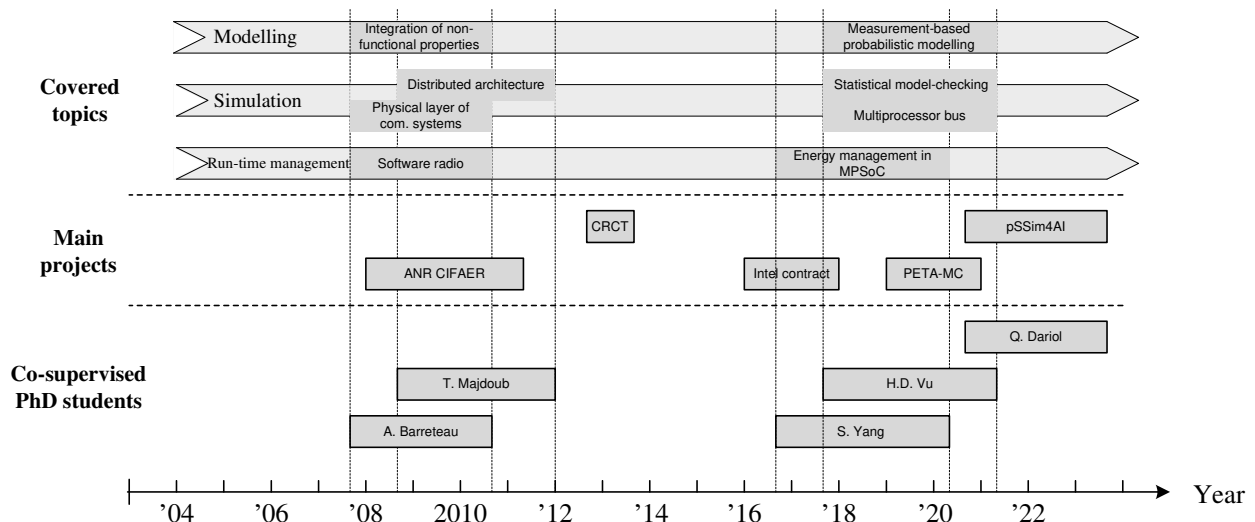 Covered
topics
Modelling
Integration of non-
functional properties
Measurement-based
probabilistic modelling
Distributed architecture
Statistical model-checking
Simulation
Physical layer of
com. systems
Multiprocessor bus
Run-time management
Software radio
Energy management in
MPSoC
Main
projects
CRCT
pSSim4AI
ANR CIFAER
Intel contract
PETA-MC
Co-supervised
PhD students
Q. Dariol
T. Majdoub
H.D. Vu
A. Barreteau
S. Yang
'04 '06 '08 2010 '12 '14 '16 '18 '20 '22 Year